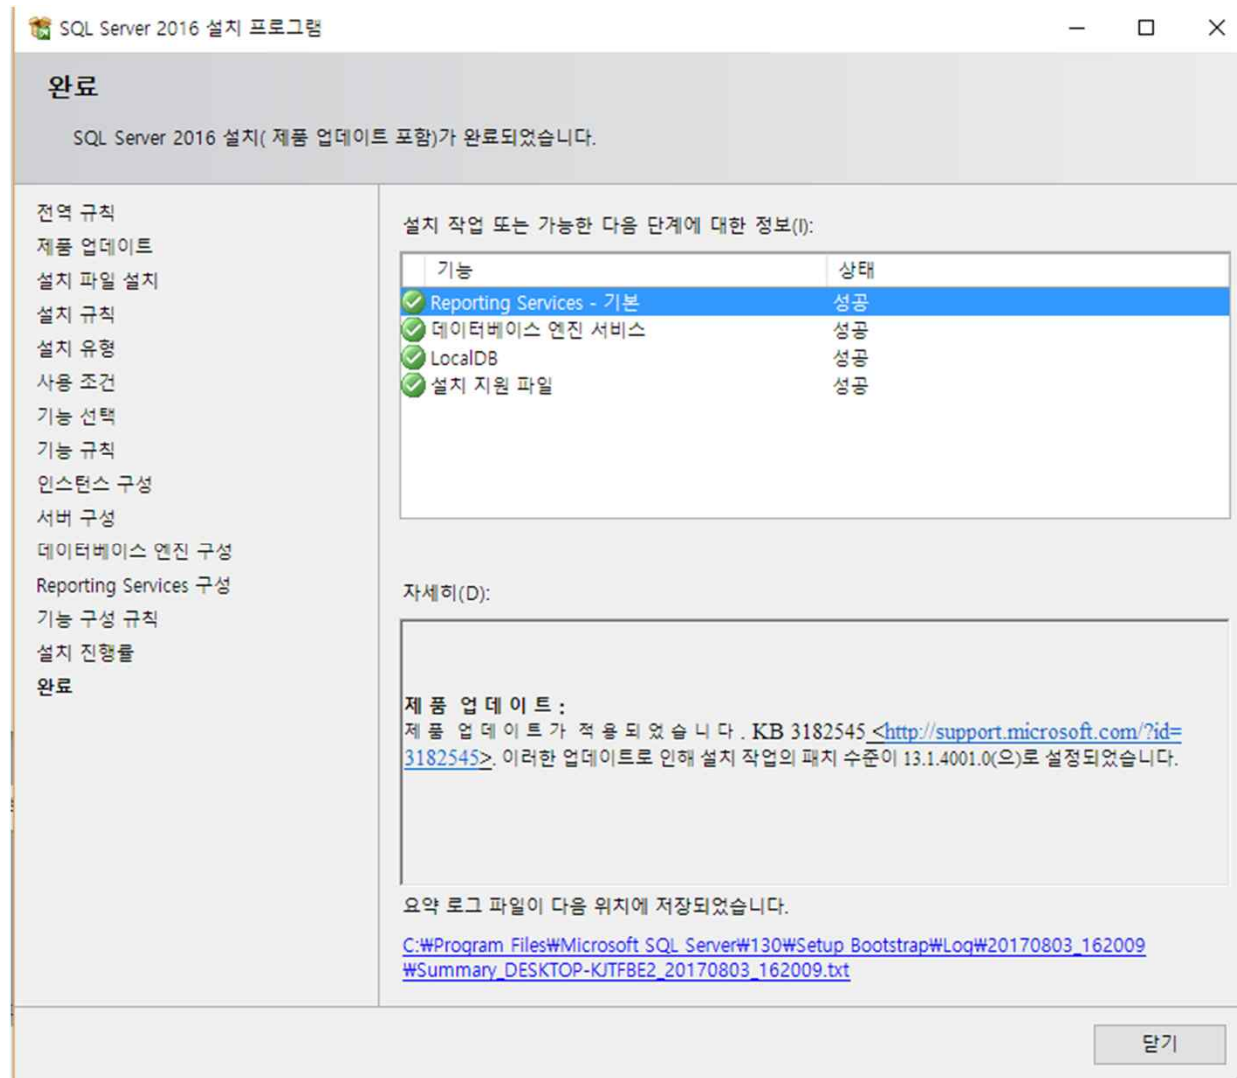 SQL Server 2016 설치 프로그램
완료
SQL Server 2016 설치( 제품 업데이트 포함)가 완료되었습니다.
전역 규칙
제품 업데이트
설치 파일 설치
설치 규칙
설치 유형
사용 조건
기능 선택
기능 규칙
인스턴스 구성
서버 구성
데이터베이스 엔진 구성
Reporting Services 구성
기능 구성 규칙
설치 진행률
완료
설치 작업 또는 가능한 다음 단계에 대한 정보(I):
기능 상태
Reporting Services - 기본 성공
데이터베이스 엔진 서비스 성공
LocalDB 성공
설치 지원 파일 성공
자세히(D):
제품 업데이트:
제품 업데이트가 적용되었습니다. KB 3182545 <http://support.microsoft.com/?id=
3182545>. 이러한 업데이트로 인해 설치 작업의 패치 수준이 13.1.4001.0(으)로 설정되었습니다.
요약 로그 파일이 다음 위치에 저장되었습니다.
C:₩Program Files₩Microsoft SQL Server₩130₩Setup Bootstrap₩Log₩20170803_162009
₩Summary_DESKTOP-KJTFBE2_20170803_162009.txt
닫기